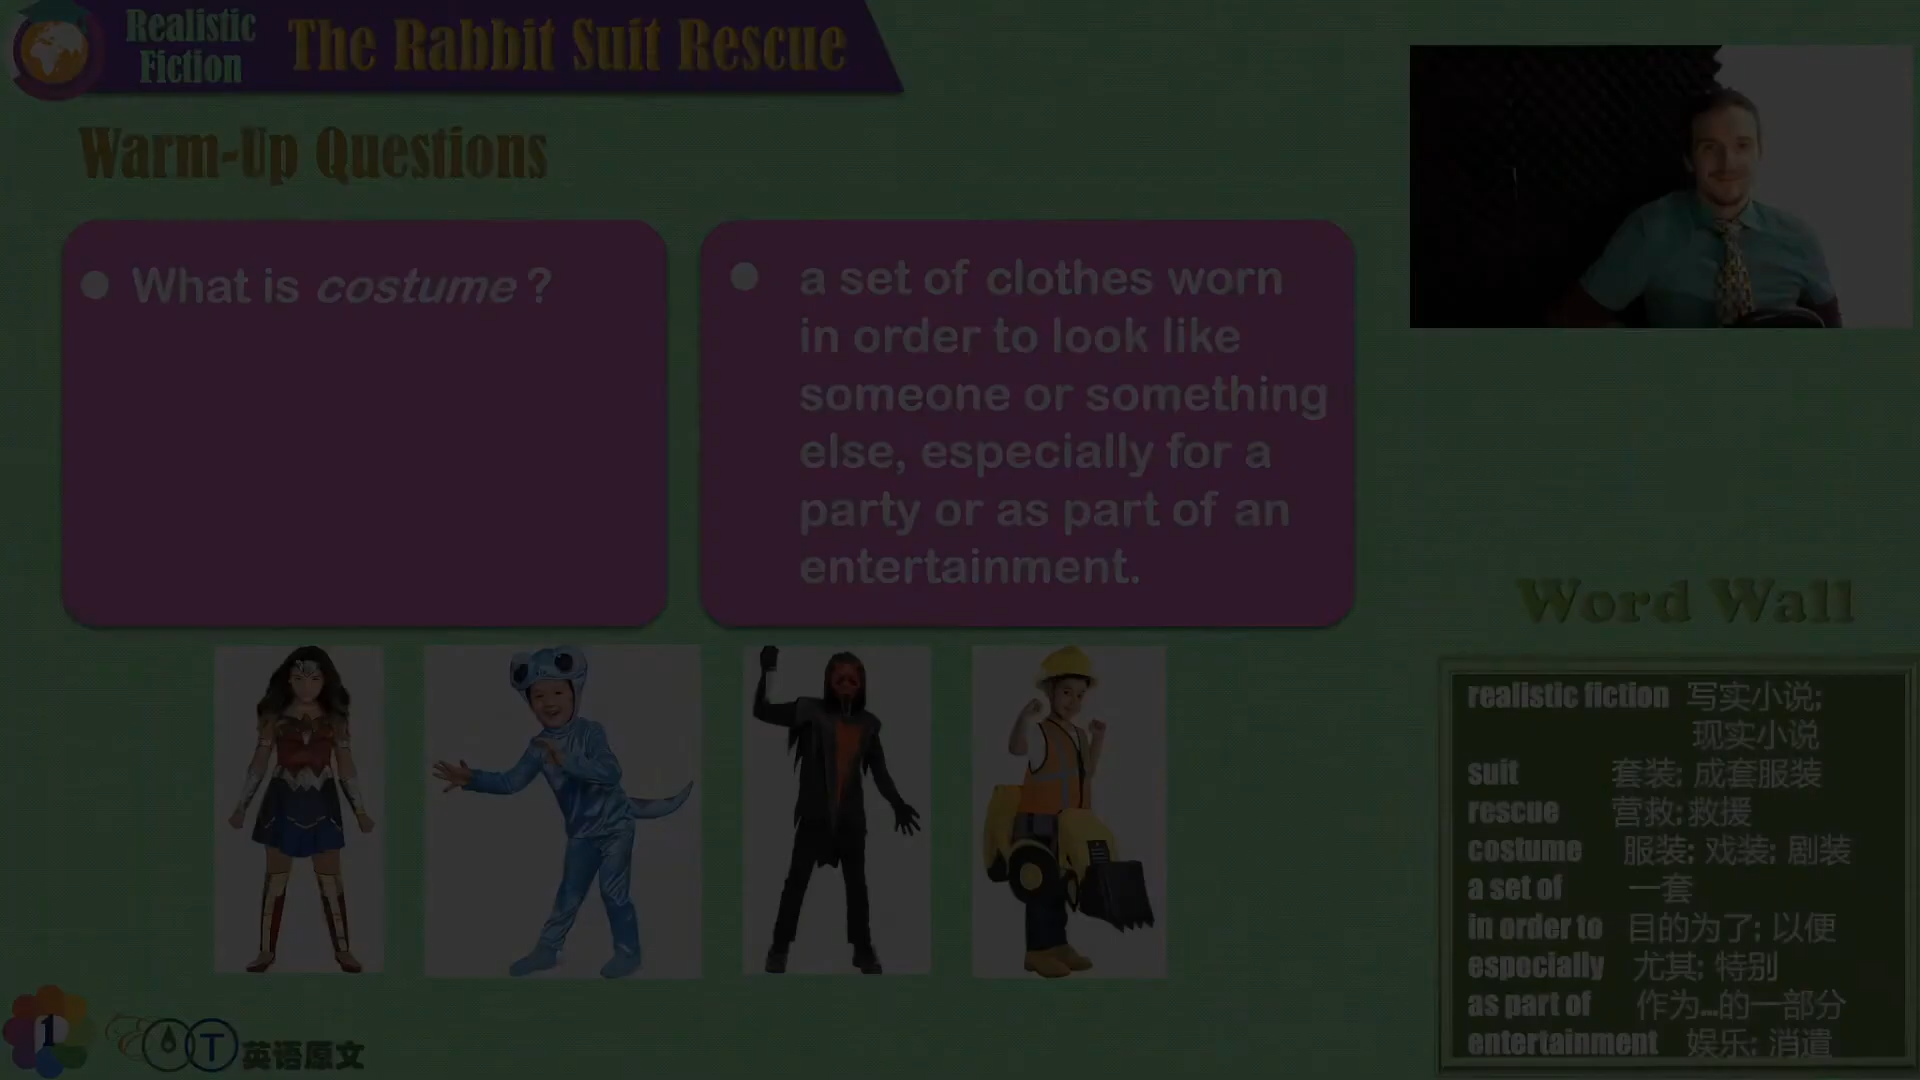 Realistic
Fiction
The Rabbit Suit Rescue
Warm-Up Questions
What is costume ?
a set of clothes worn
in order to look like
someone or something
else, especially for a
party or as part of an
entertainment.
Word Wall
realistic fiction 写实小说;
现实小说
suit 套装; 成套服装
rescue 营救; 救援
costume 服装; 戏装; 剧装
a set of 一套
in order to 目的为了; 以便
especially 尤其; 特别
as part of 作为...的一部分
entertainment 娱乐; 消遣
1
T 英语原文